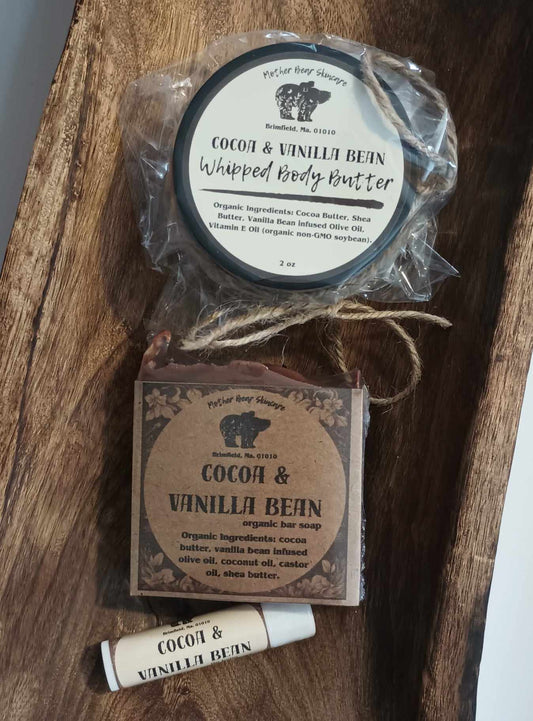 Mother Bear Skincare
Brimfield, Ma. 01010
COCOA & VANILLA BEAN
Whipped Body Butter
Organic Ingredients: Cocoa Butter, Shea
Butter, Vanilla Bean infused Olive Oil,
Vitamin E Oil (organic non-GMO soybean).
2 oz
Mother Bear Skincare
Brimfield, Ma. 01010
COCOA &
VANILLA BEAN
organic bar soap
Organic Ingredients: cocoa
butter, vanilla bean infused
olive oil, coconut oil, castor
oil, shea butter.
Brimfield, Ma. 01010
COCOA &
VANILLA BEAN